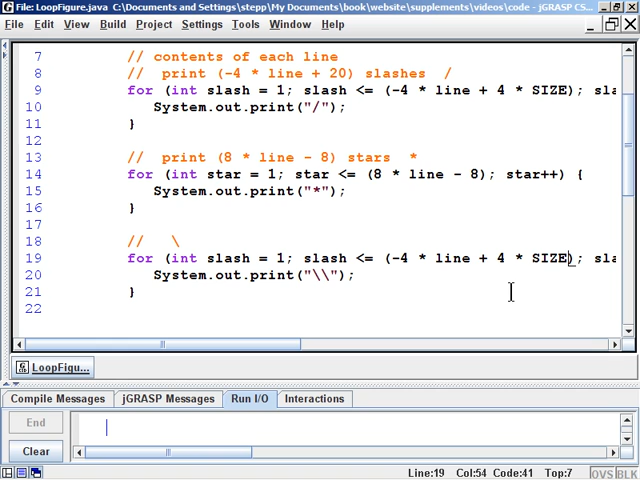 File: LoopFigure.java C:\Documents and Settings\stepp\My Documents\book\website\supplements\videos\code - jGRASP CS...
File Edit View Build Project Settings Tools Window Help
7 // contents of each line
8 // print (-4 * line + 20) slashes /
9 for (int slash = 1; slash <= (-4 * line + 4 * SIZE); sla
10 System.out.print("/");
11 }
12
13 // print (8 * line - 8) stars *
14 for (int star = 1; star <= (8 * line - 8); star++) {
15 System.out.print("*");
16 }
17
18 // \
19 for (int slash = 1; slash <= (-4 * line + 4 * SIZE); sla
20 System.out.print("\\");
21 }
22
LoopFigu...
Compile Messages jGRASP Messages Run I/O Interactions
End
Clear
Line:19 Col:54 Code:41 Top:7 OVS BLK